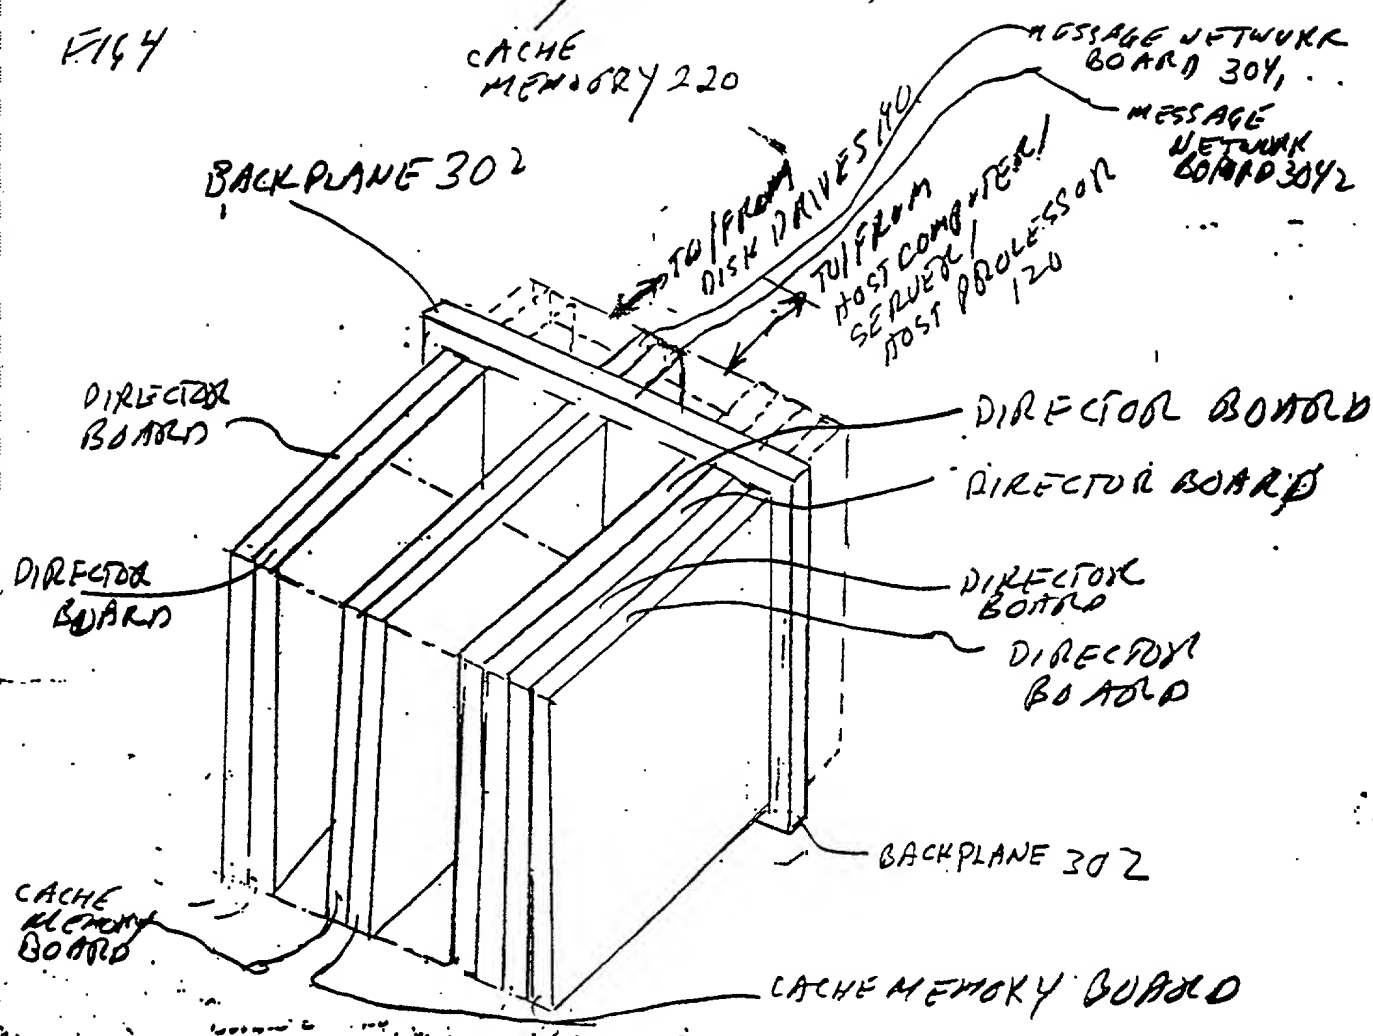 FIG 4
CACHE
MEMORY 220
MESSAGE NETWORK
BOARD 304₁
MESSAGE
NETWORK
BOARD 304₂
BACKPLANE 302
TO/FROM
DISK DRIVES 140
TO/FROM
HOST COMPUTER/
SERVER/
HOST PROCESSOR
120
DIRECTOR
BOARD
DIRECTOR BOARD
DIRECTOR BOARD
DIRECTOR
BOARD
DIRECTOR
BOARD
DIRECTOR
BOARD
BACKPLANE 302
CACHE
MEMORY
BOARD
CACHE MEMORY BOARD